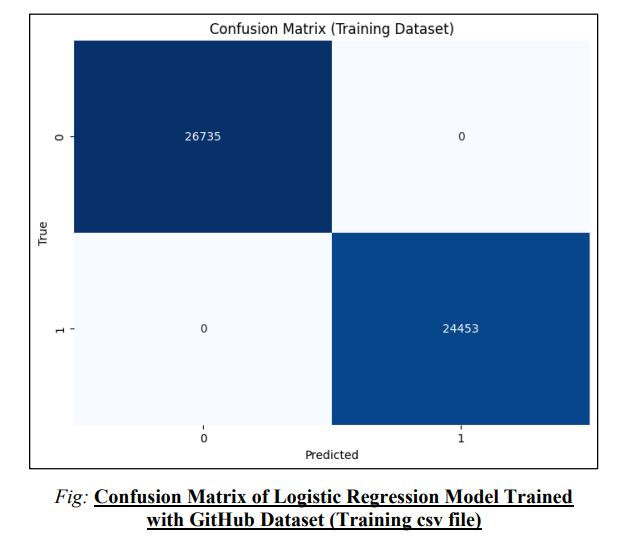 Confusion Matrix (Training Dataset)
0
26735
0
True
1
0
24453
0
1
Predicted
Fig: Confusion Matrix of Logistic Regression Model Trained
with GitHub Dataset (Training csv file)